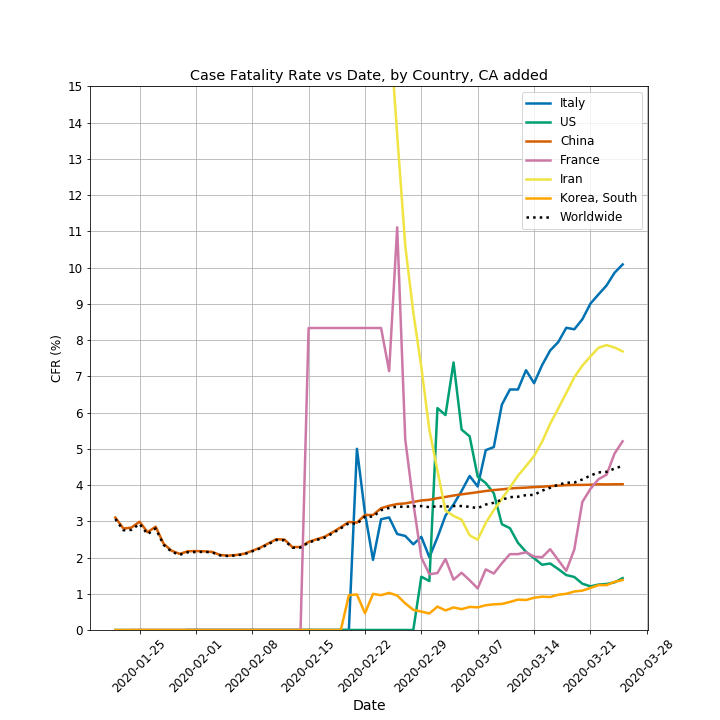 Case Fatality Rate vs Date, by Country, CA added
15
14
13
12
11
10
9
8
7
6
5
4
3
2
1
0
CFR (%)
Italy
US
China
France
Iran
Korea, South
Worldwide
2020-01-25
2020-02-01
2020-02-08
2020-02-15
2020-02-22
2020-02-29
2020-03-07
2020-03-14
2020-03-21
2020-03-28
Date